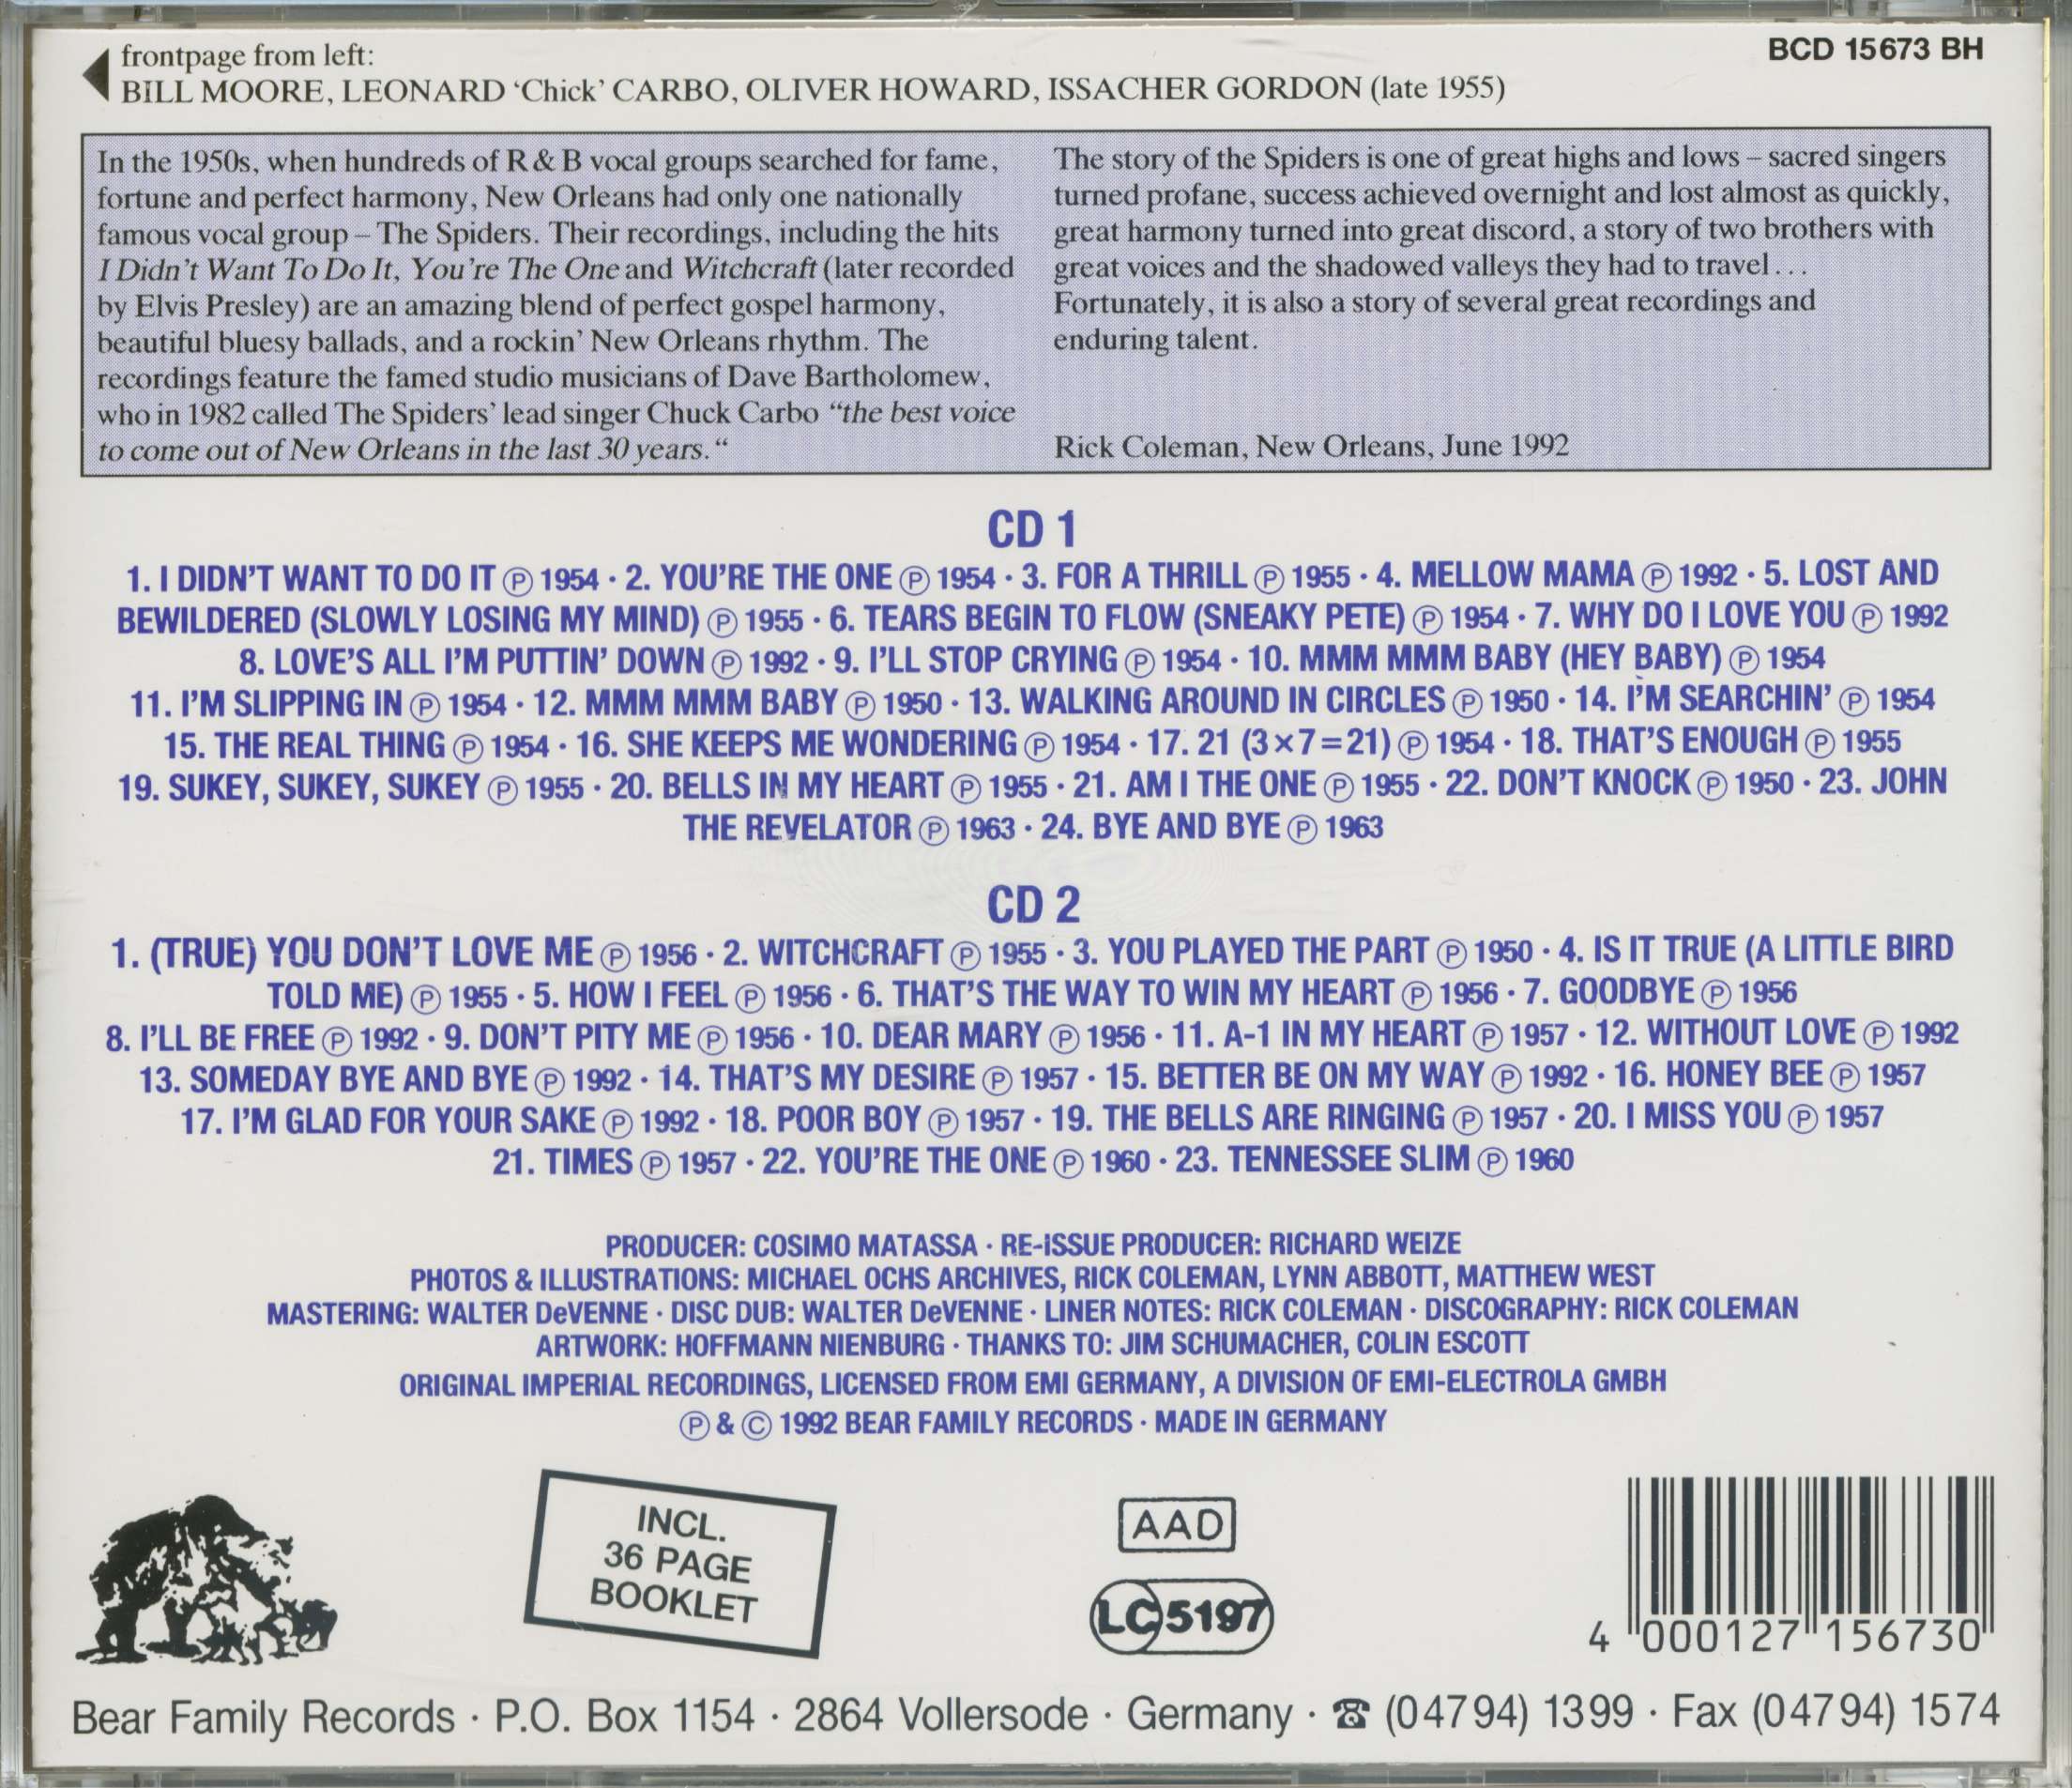 frontpage from left:
BILL MOORE, LEONARD ‘Chick’ CARBO, OLIVER HOWARD, ISSACHER GORDON (late 1955)
BCD 15673 BH
In the 1950s, when hundreds of R & B vocal groups searched for fame,
fortune and perfect harmony, New Orleans had only one nationally
famous vocal group – The Spiders. Their recordings, including the hits
I Didn't Want To Do It, You're The One and Witchcraft (later recorded
by Elvis Presley) are an amazing blend of perfect gospel harmony,
beautiful bluesy ballads, and a rockin' New Orleans rhythm. The
recordings feature the famed studio musicians of Dave Bartholomew,
who in 1982 called The Spiders' lead singer Chuck Carbo “the best voice
to come out of New Orleans in the last 30 years.“
The story of the Spiders is one of great highs and lows – sacred singers
turned profane, success achieved overnight and lost almost as quickly,
great harmony turned into great discord, a story of two brothers with
great voices and the shadowed valleys they had to travel...
Fortunately, it is also a story of several great recordings and
enduring talent.
Rick Coleman, New Orleans, June 1992
CD 1
1. I DIDN'T WANT TO DO IT Ⓟ 1954 · 2. YOU'RE THE ONE Ⓟ 1954 · 3. FOR A THRILL Ⓟ 1955 · 4. MELLOW MAMA Ⓟ 1992 · 5. LOST AND
BEWILDERED (SLOWLY LOSING MY MIND) Ⓟ 1955 · 6. TEARS BEGIN TO FLOW (SNEAKY PETE) Ⓟ 1954 · 7. WHY DO I LOVE YOU Ⓟ 1992
8. LOVE'S ALL I'M PUTTIN' DOWN Ⓟ 1992 · 9. I'LL STOP CRYING Ⓟ 1954 · 10. MMM MMM BABY (HEY BABY) Ⓟ 1954
11. I'M SLIPPING IN Ⓟ 1954 · 12. MMM MMM BABY Ⓟ 1950 · 13. WALKING AROUND IN CIRCLES Ⓟ 1950 · 14. I'M SEARCHIN' Ⓟ 1954
15. THE REAL THING Ⓟ 1954 · 16. SHE KEEPS ME WONDERING Ⓟ 1954 · 17. 21 (3×7=21) Ⓟ 1954 · 18. THAT'S ENOUGH Ⓟ 1955
19. SUKEY, SUKEY, SUKEY Ⓟ 1955 · 20. BELLS IN MY HEART Ⓟ 1955 · 21. AM I THE ONE Ⓟ 1955 · 22. DON'T KNOCK Ⓟ 1950 · 23. JOHN
THE REVELATOR Ⓟ 1963 · 24. BYE AND BYE Ⓟ 1963
CD 2
1. (TRUE) YOU DON'T LOVE ME Ⓟ 1956 · 2. WITCHCRAFT Ⓟ 1955 · 3. YOU PLAYED THE PART Ⓟ 1950 · 4. IS IT TRUE (A LITTLE BIRD
TOLD ME) Ⓟ 1955 · 5. HOW I FEEL Ⓟ 1956 · 6. THAT'S THE WAY TO WIN MY HEART Ⓟ 1956 · 7. GOODBYE Ⓟ 1956
8. I'LL BE FREE Ⓟ 1992 · 9. DON'T PITY ME Ⓟ 1956 · 10. DEAR MARY Ⓟ 1956 · 11. A-1 IN MY HEART Ⓟ 1957 · 12. WITHOUT LOVE Ⓟ 1992
13. SOMEDAY BYE AND BYE Ⓟ 1992 · 14. THAT'S MY DESIRE Ⓟ 1957 · 15. BETTER BE ON MY WAY Ⓟ 1992 · 16. HONEY BEE Ⓟ 1957
17. I'M GLAD FOR YOUR SAKE Ⓟ 1992 · 18. POOR BOY Ⓟ 1957 · 19. THE BELLS ARE RINGING Ⓟ 1957 · 20. I MISS YOU Ⓟ 1957
21. TIMES Ⓟ 1957 · 22. YOU'RE THE ONE Ⓟ 1960 · 23. TENNESSEE SLIM Ⓟ 1960
PRODUCER: COSIMO MATASSA · RE-ISSUE PRODUCER: RICHARD WEIZE
PHOTOS & ILLUSTRATIONS: MICHAEL OCHS ARCHIVES, RICK COLEMAN, LYNN ABBOTT, MATTHEW WEST
MASTERING: WALTER DeVENNE · DISC DUB: WALTER DeVENNE · LINER NOTES: RICK COLEMAN · DISCOGRAPHY: RICK COLEMAN
ARTWORK: HOFFMANN NIENBURG · THANKS TO: JIM SCHUMACHER, COLIN ESCOTT
ORIGINAL IMPERIAL RECORDINGS, LICENSED FROM EMI GERMANY, A DIVISION OF EMI-ELECTROLA GMBH
Ⓟ & © 1992 BEAR FAMILY RECORDS · MADE IN GERMANY
INCL.
36 PAGE
BOOKLET
AAD
LC 5197
4 000127 156730
Bear Family Records · P.O. Box 1154 · 2864 Vollersode · Germany · ☎ (04794) 1399 · Fax (04794) 1574